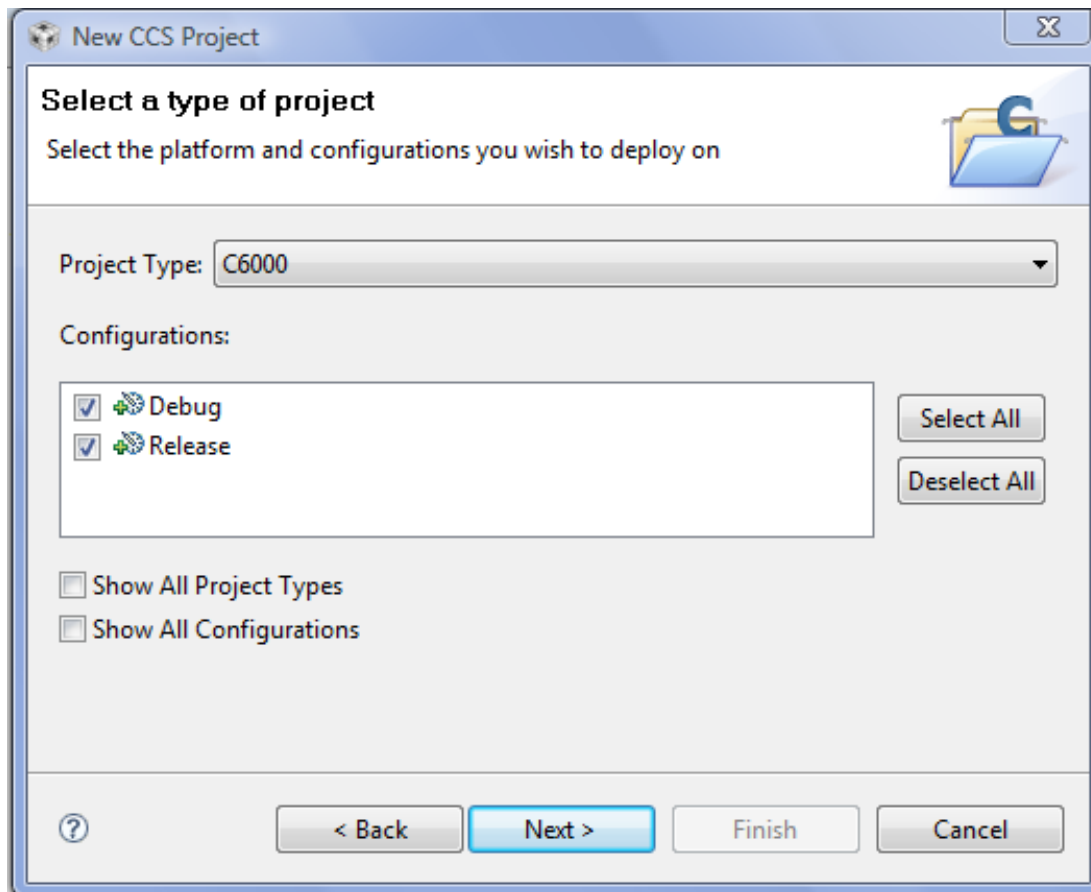 New CCS Project
Select a type of project
Select the platform and configurations you wish to deploy on
Project Type: C6000
Configurations:
Debug
Release
Select All
Deselect All
Show All Project Types
Show All Configurations
< Back Next > Finish Cancel